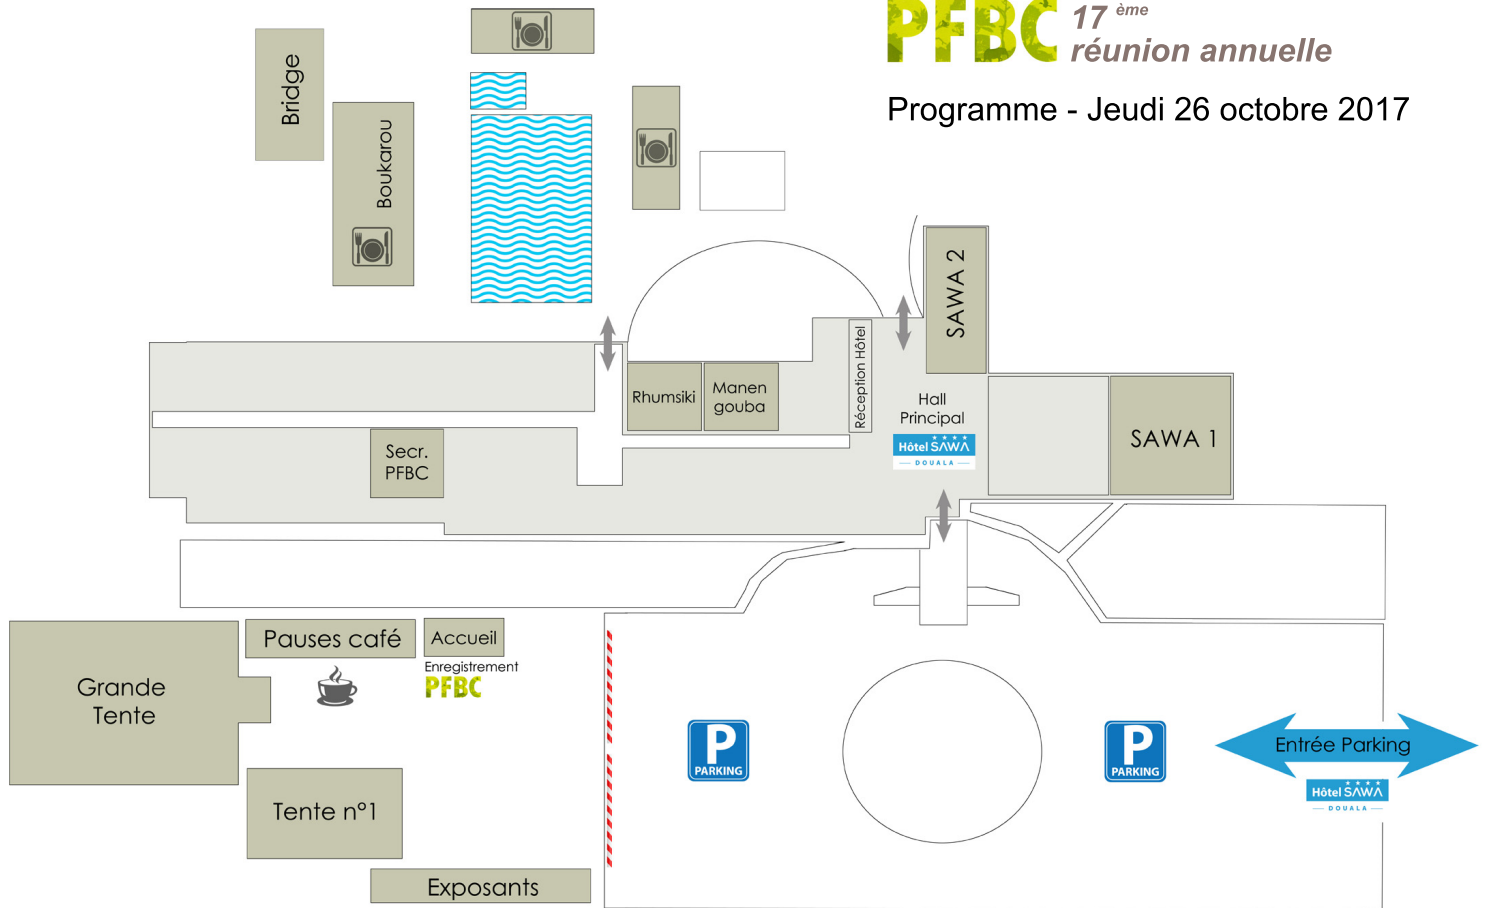 PFBC 17 ème
réunion annuelle
Programme - Jeudi 26 octobre 2017
Bridge
Boukarou
SAWA 2
Réception Hôtel
Rhumsiki
Manen
gouba
Hall
Principal
Hôtel SAWA
DOUALA
SAWA 1
Secr.
PFBC
Pauses café
Accueil
Enregistrement
PFBC
Grande
Tente
P
PARKING
P
PARKING
Entrée Parking
Hôtel SAWA
DOUALA
Tente n°1
Exposants